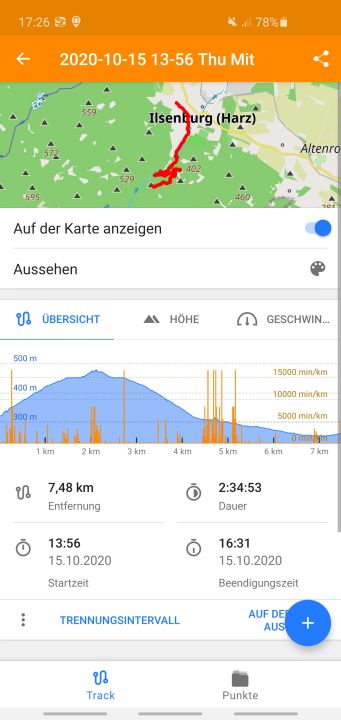 17:26
78%
2020-10-15 13-56 Thu Mit
559
Ilsenburg (Harz)
572
Altenro
529
402
595
460
281
Auf der Karte anzeigen
Aussehen
ÜBERSICHT
HÖHE
GESCHWIN...
500 m
15000 min/km
400 m
10000 min/km
300 m
5000 min/km
0 min/km
1 km
2 km
3 km
4 km
5 km
6 km
7 km
7,48 km
Entfernung
2:34:53
Dauer
13:56
15.10.2020
Startzeit
16:31
15.10.2020
Beendigungszeit
TRENNUNGSINTERVALL
AUF DE
AUS
Track
Punkte